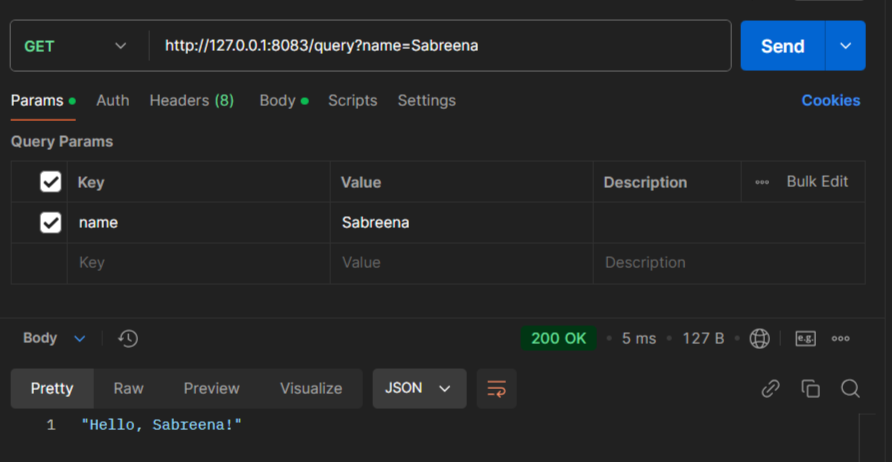 GET http://127.0.0.1:8083/query?name=Sabreena Send
Params Auth Headers (8) Body Scripts Settings Cookies
Query Params
Key Value Description Bulk Edit
name Sabreena
Key Value Description
Body 200 OK 5 ms 127 B e.g.
Pretty Raw Preview Visualize JSON
1 "Hello, Sabreena!"